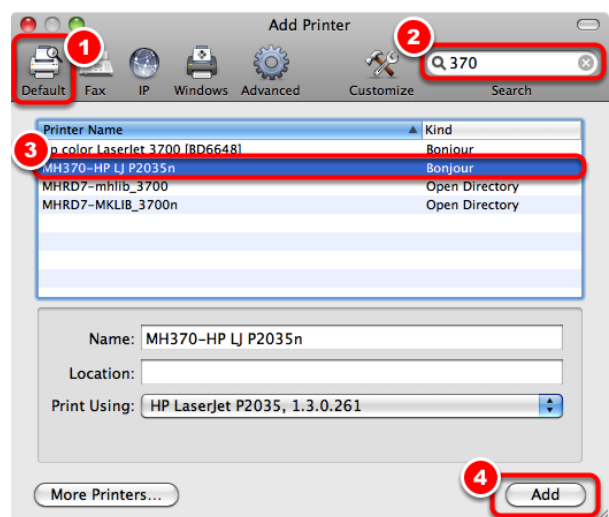 Add Printer
1
2
370
Default Fax IP Windows Advanced Customize Search
Printer Name Kind
3
hp color LaserJet 3700 [BD6648] Bonjour
MH370-HP LJ P2035n Bonjour
MHRD7-mhlib_3700 Open Directory
MHRD7-MKLIB_3700n Open Directory
Name: MH370-HP LJ P2035n
Location:
Print Using: HP LaserJet P2035, 1.3.0.261
4
More Printers... Add